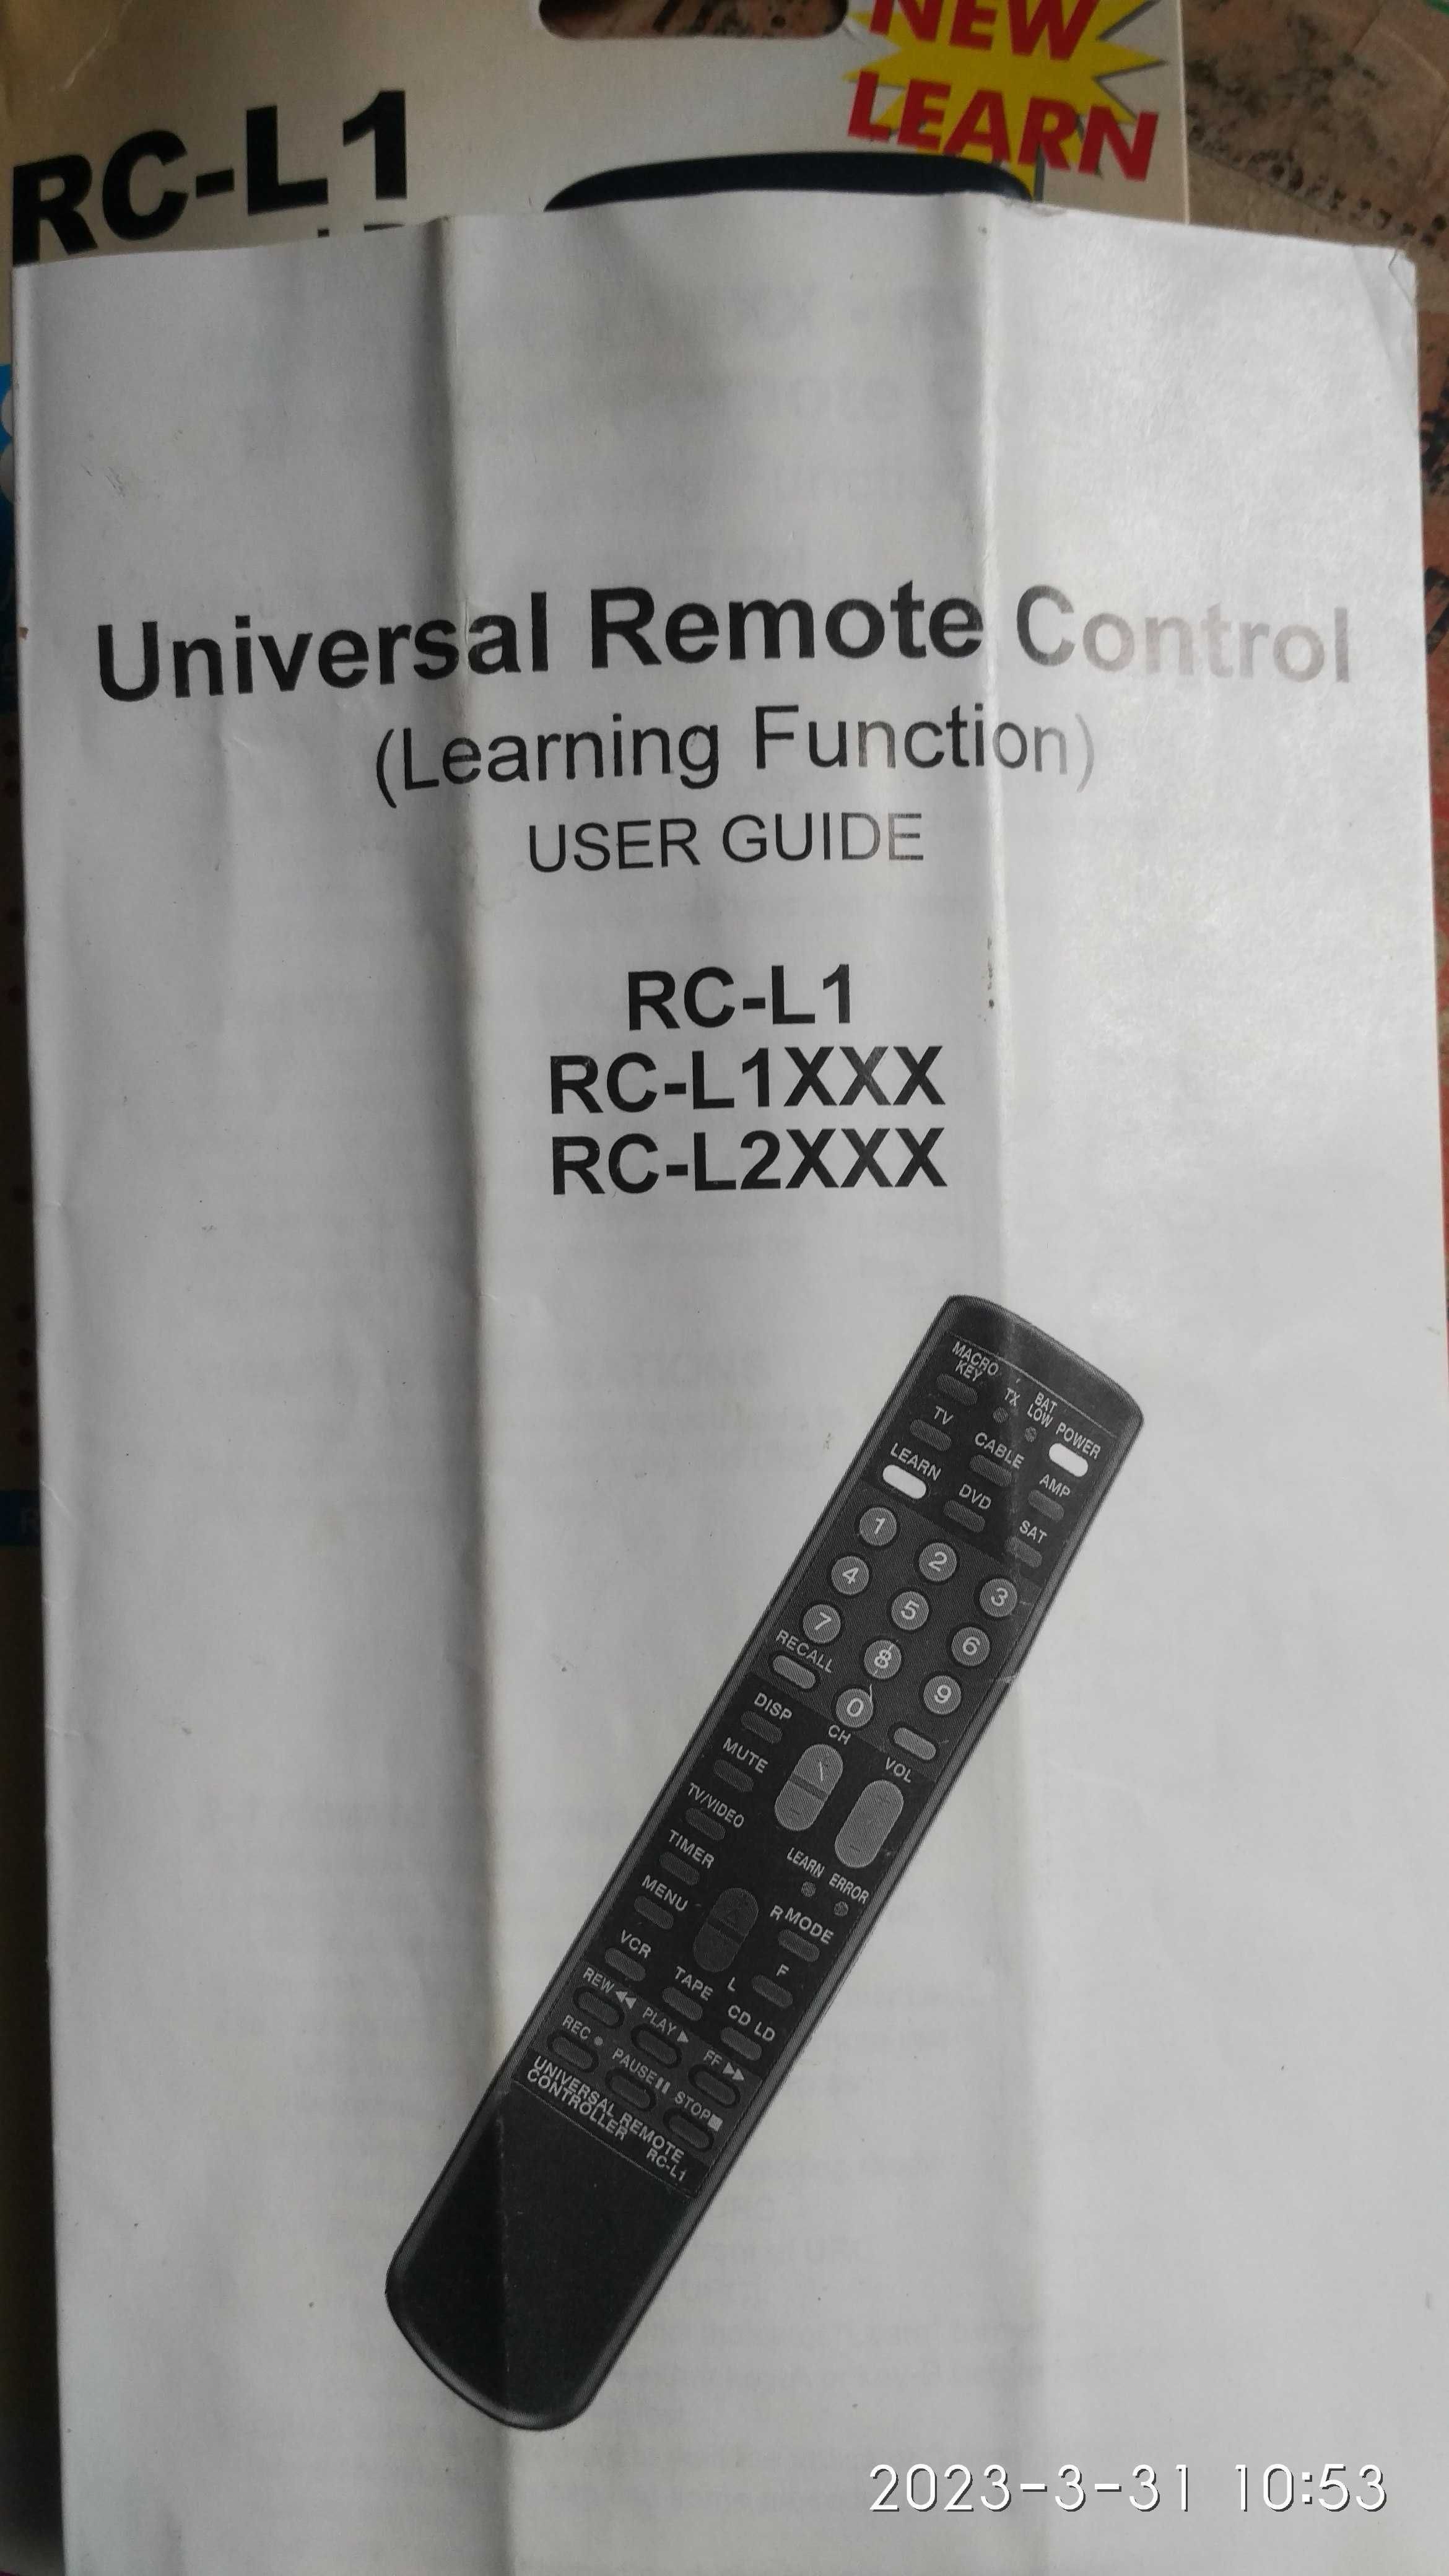 NEW
LEARN
RC-L1
Universal Remote Control
(Learning Function)
USER GUIDE
RC-L1
RC-L1XXX
RC-L2XXX
MACRO
KEY
TX
BAT
LOW
POWER
TV
CABLE
AMP
LEARN
DVD
SAT
1
2
3
4
5
6
7
8
9
RECALL
0
DISP
CH
VOL
MUTE
TV/VIDEO
TIMER
LEARN ERROR
MENU
R MODE
VCR
TAPE
L
F
CD LD
REW ◀◀
PLAY ▶
FF ▶▶
REC ●
PAUSE ▮▮
STOP ■
UNIVERSAL REMOTE
CONTROLLER
RC-L1
2023-3-31 10:53